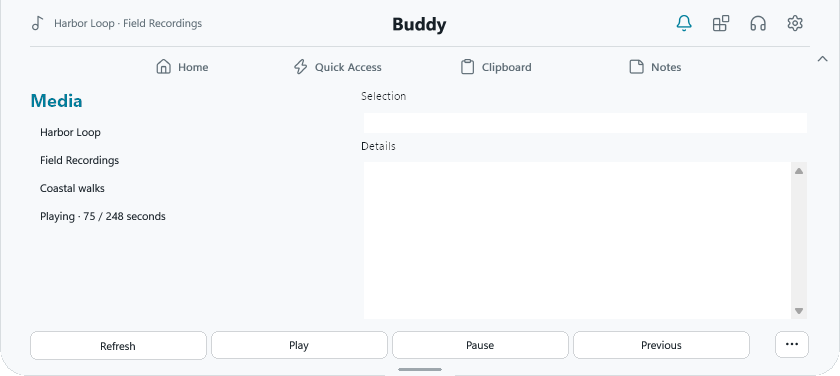 Harbor Loop · Field Recordings
Buddy
Home
Quick Access
Clipboard
Notes
Media
Harbor Loop
Field Recordings
Coastal walks
Playing · 75 / 248 seconds
Selection
Details
Refresh
Play
Pause
Previous